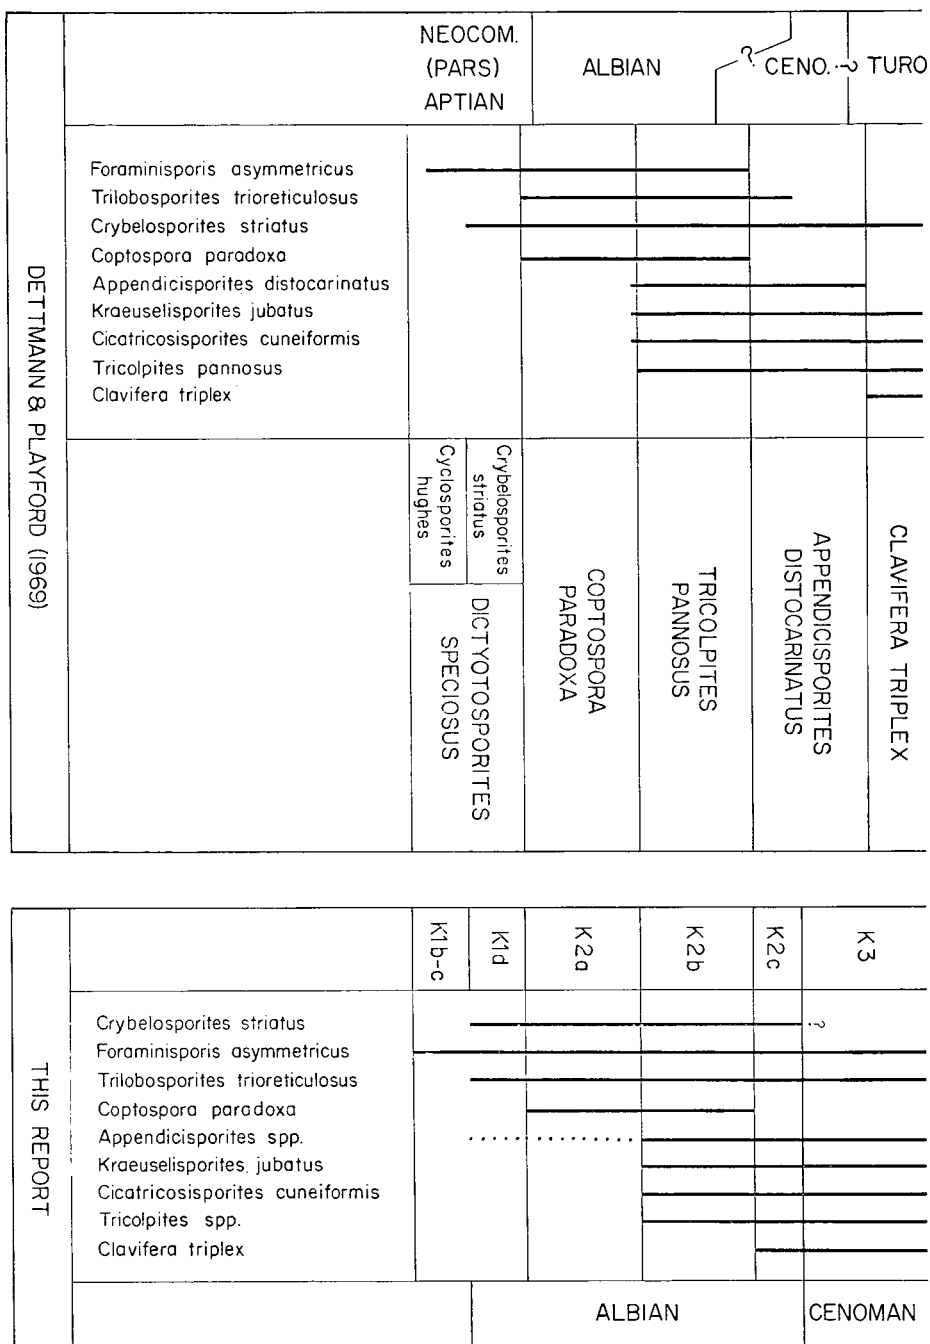 NEOCOM.
(PARS)
APTIAN
ALBIAN
?
CENO.
?
TURO
DETTMANN & PLAYFORD (1969)
Foraminisporis asymmetricus
Trilobosporites trioreticulosus
Crybelosporites striatus
Coptospora paradoxa
Appendicisporites distocarinatus
Kraeuselisporites jubatus
Cicatricosisporites cuneiformis
Tricolpites pannosus
Clavifera triplex
Cyclosporites
hughes
Crybelosporites
striatus
DICTYOTOSPORITES
SPECIOSUS
COPTOSPORA
PARADOXA
TRICOLPITES
PANNOSUS
APPENDICISPORITES
DISTOCARINATUS
CLAVIFERA TRIPLEX
THIS REPORT
K1b-c
K1d
K2a
K2b
K2c
K3
Crybelosporites striatus
?
Foraminisporis asymmetricus
Trilobosporites trioreticulosus
Coptospora paradoxa
Appendicisporites spp.
Kraeuselisporites. jubatus
Cicatricosisporites cuneiformis
Tricolpites spp.
Clavifera triplex
ALBIAN
CENOMAN